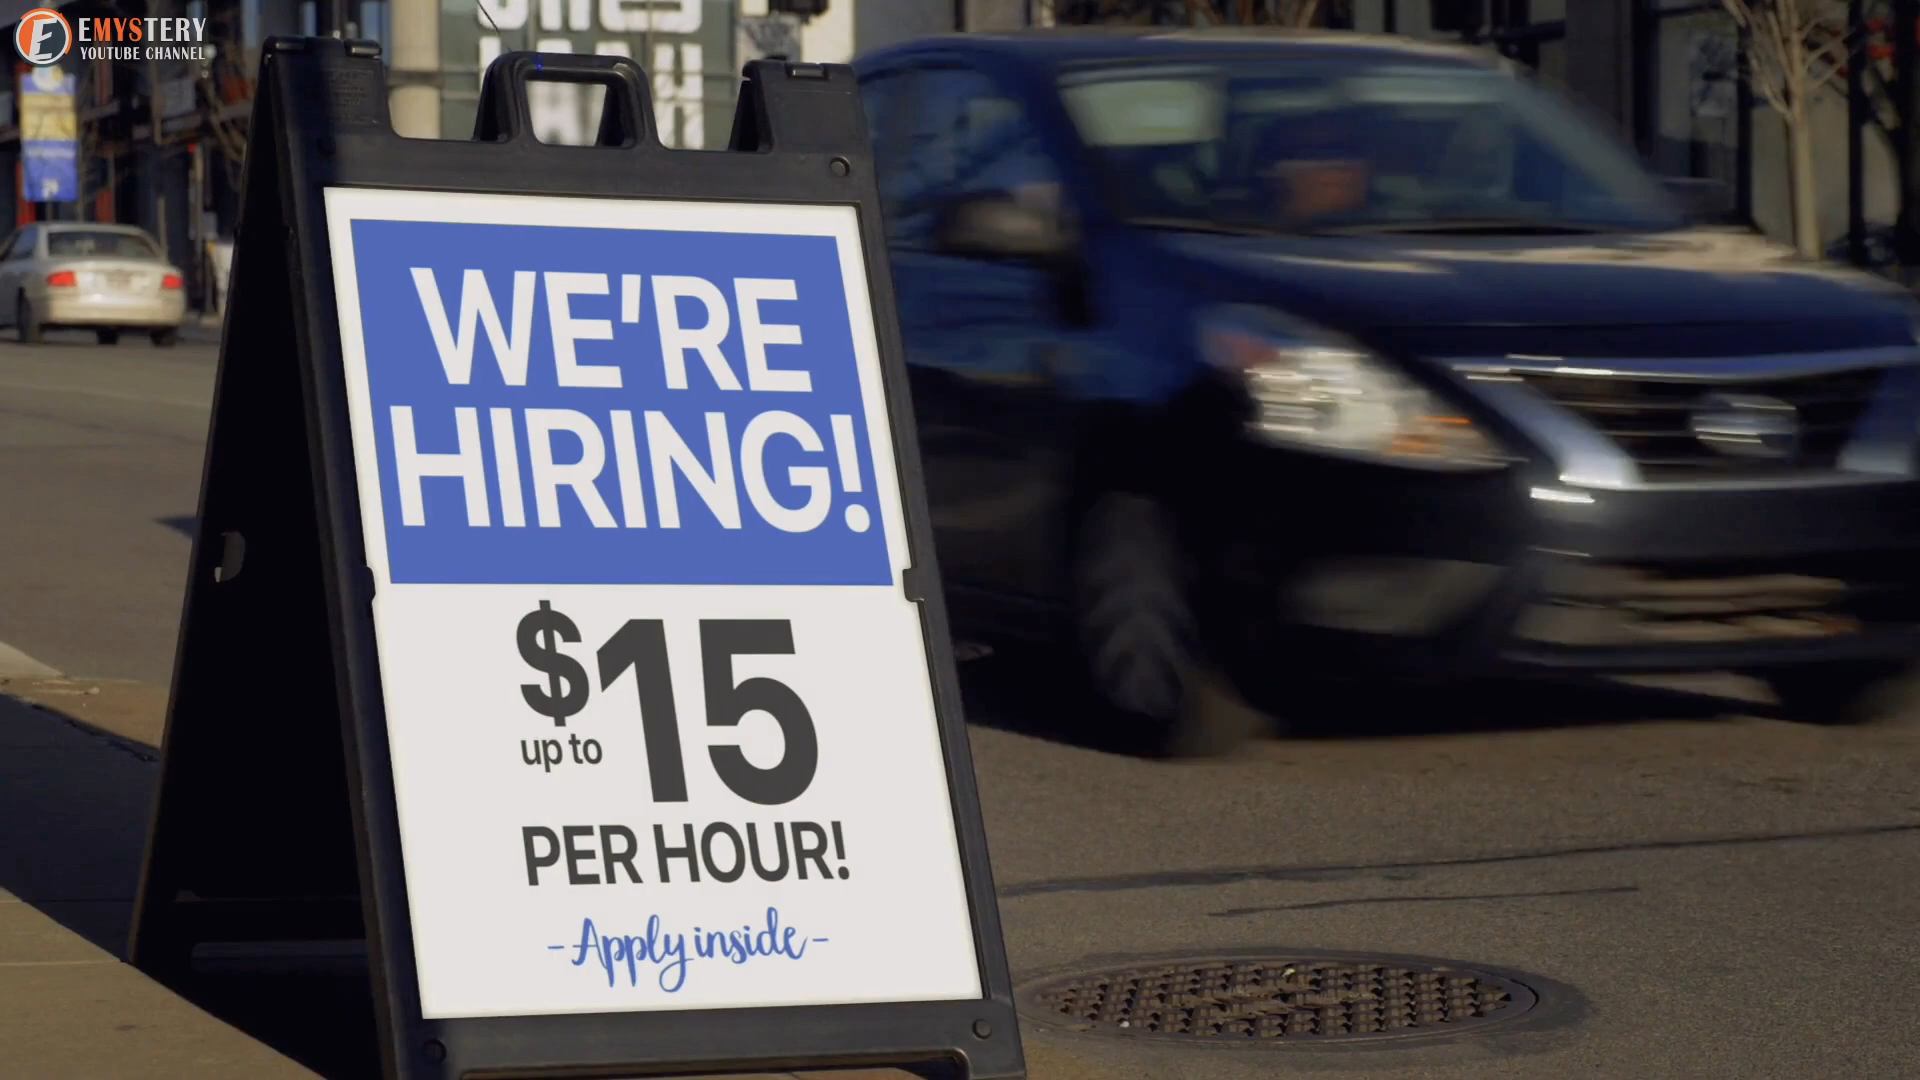 EMYSTERY
YOUTUBE CHANNEL
WE'RE
HIRING!
$15
up to
PER HOUR!
- Apply inside -